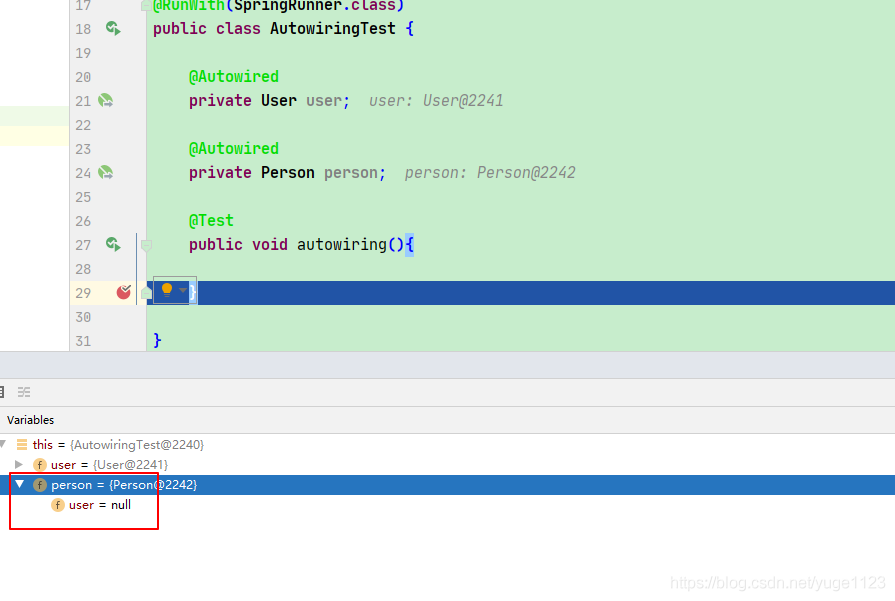 17 @RunWith(SpringRunner.class)
18 public class AutowiringTest {
19
20 @Autowired
21 private User user; user: User@2241
22
23 @Autowired
24 private Person person; person: Person@2242
25
26 @Test
27 public void autowiring(){
28
29 }
30
31 }
Variables
this = {AutowiringTest@2240}
f user = {User@2241}
f person = {Person@2242}
f user = null
https://blog.csdn.net/yuge1123